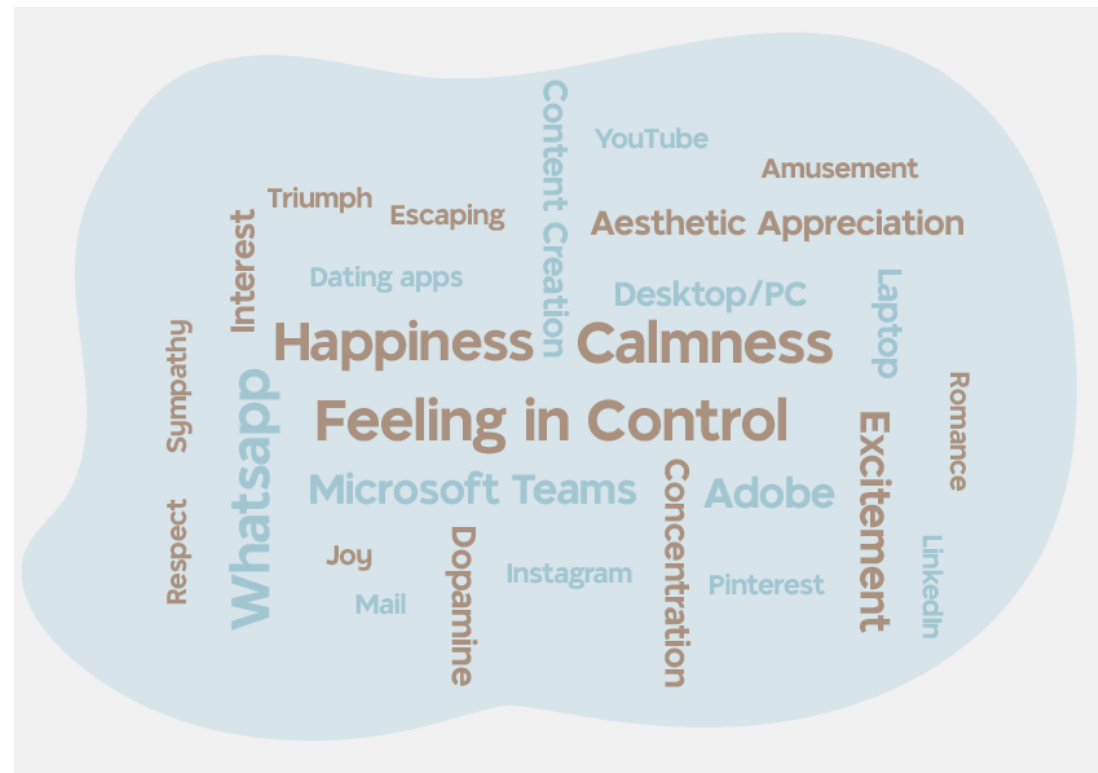 Content Creation
YouTube
Amusement
Triumph
Escaping
Interest
Aesthetic Appreciation
Dating apps
Desktop/PC
Laptop
Happiness
Calmness
Sympathy
Whatsapp
Feeling in Control
Excitement
Romance
Microsoft Teams
Concentration
Adobe
Respect
Joy
Dopamine
Instagram
Pinterest
LinkedIn
Mail